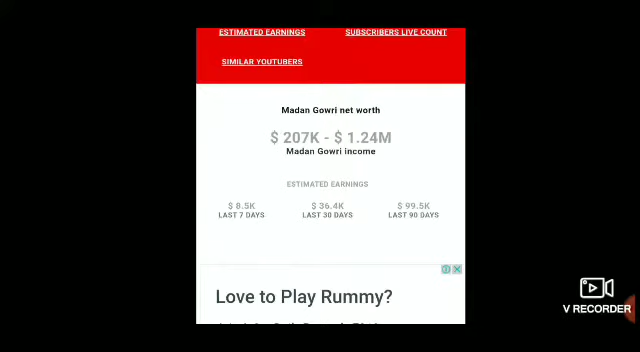 ESTIMATED EARNINGS SUBSCRIBERS LIVE COUNT
SIMILAR YOUTUBERS
Madan Gowri net worth
$ 207K - $ 1.24M
Madan Gowri income
ESTIMATED EARNINGS
$ 8.5K $ 36.4K $ 99.5K
LAST 7 DAYS LAST 30 DAYS LAST 90 DAYS
Love to Play Rummy?
V RECORDER